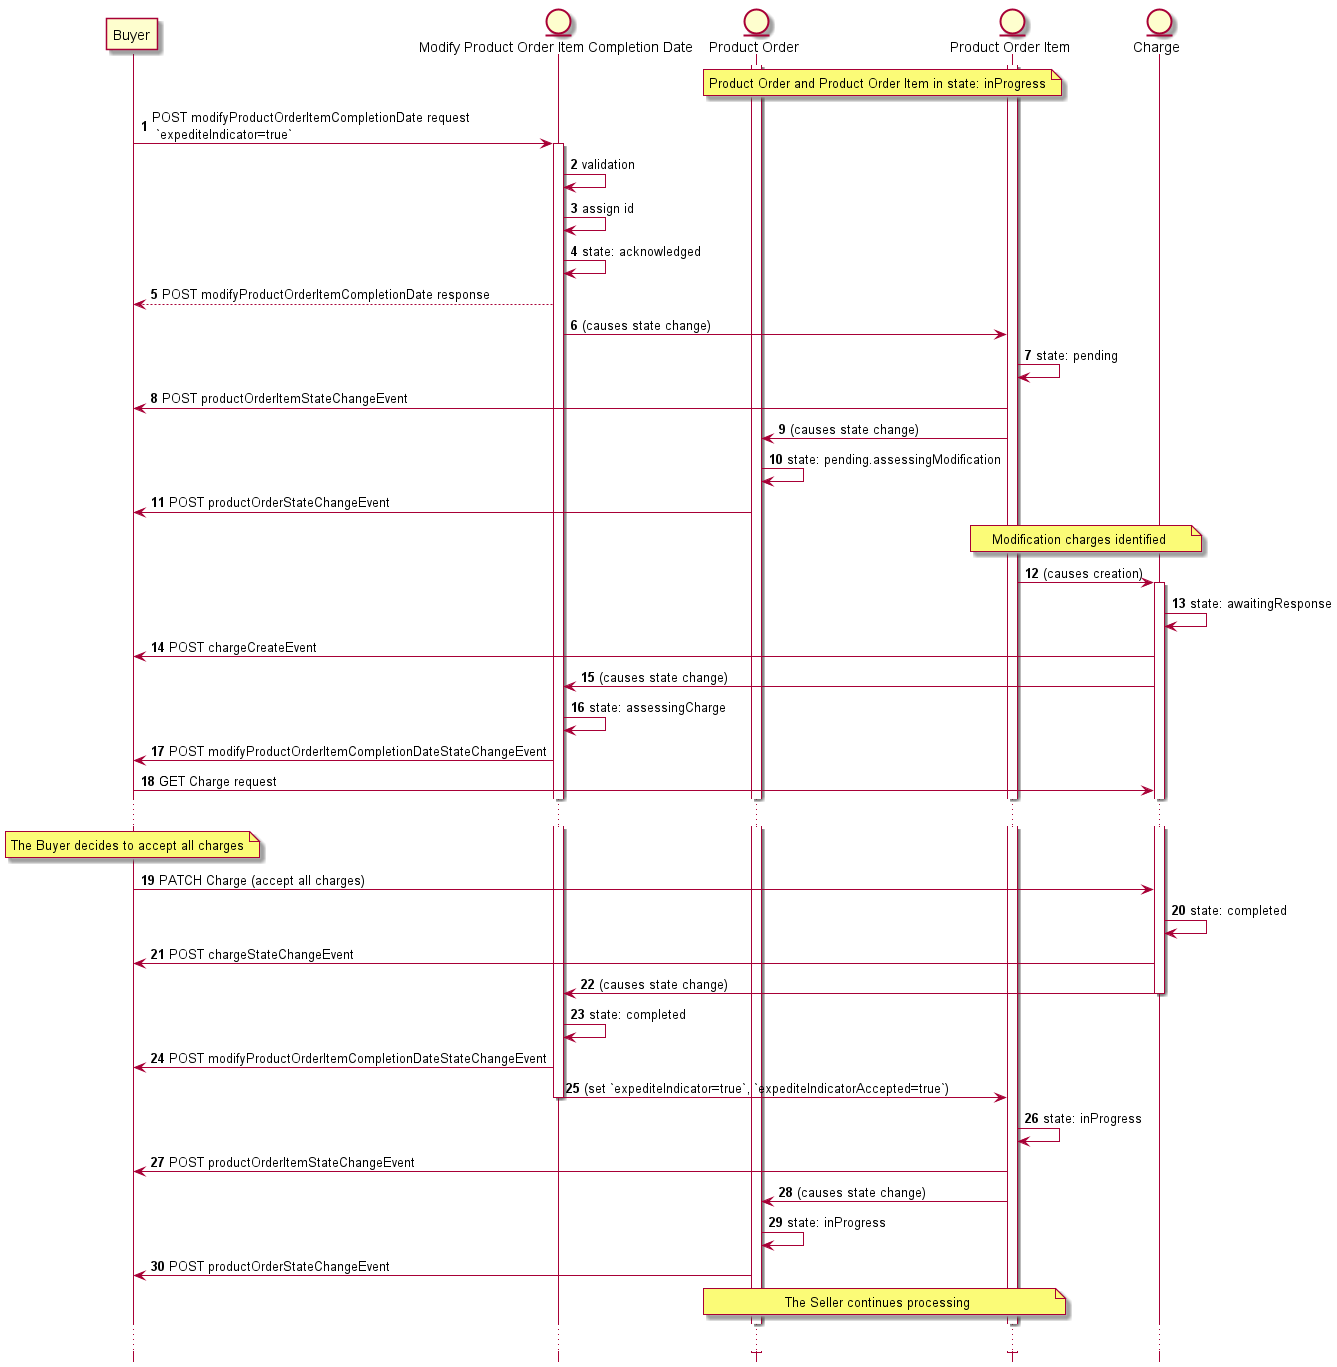 Buyer
Modify Product Order Item Completion Date
Product Order
Product Order Item
Charge
Product Order and Product Order Item in state: inProgress
1 POST modifyProductOrderItemCompletionDate request
`expediteIndicator=true`
2 validation
3 assign id
4 state: acknowledged
5 POST modifyProductOrderItemCompletionDate response
6 (causes state change)
7 state: pending
8 POST productOrderItemStateChangeEvent
9 (causes state change)
10 state: pending.assessingModification
11 POST productOrderStateChangeEvent
Modification charges identified
12 (causes creation)
13 state: awaitingResponse
14 POST chargeCreateEvent
15 (causes state change)
16 state: assessingCharge
17 POST modifyProductOrderItemCompletionDateStateChangeEvent
18 GET Charge request
The Buyer decides to accept all charges
19 PATCH Charge (accept all charges)
20 state: completed
21 POST chargeStateChangeEvent
22 (causes state change)
23 state: completed
24 POST modifyProductOrderItemCompletionDateStateChangeEvent
25 (set `expediteIndicator=true`, `expediteIndicatorAccepted=true`)
26 state: inProgress
27 POST productOrderItemStateChangeEvent
28 (causes state change)
29 state: inProgress
30 POST productOrderStateChangeEvent
The Seller continues processing